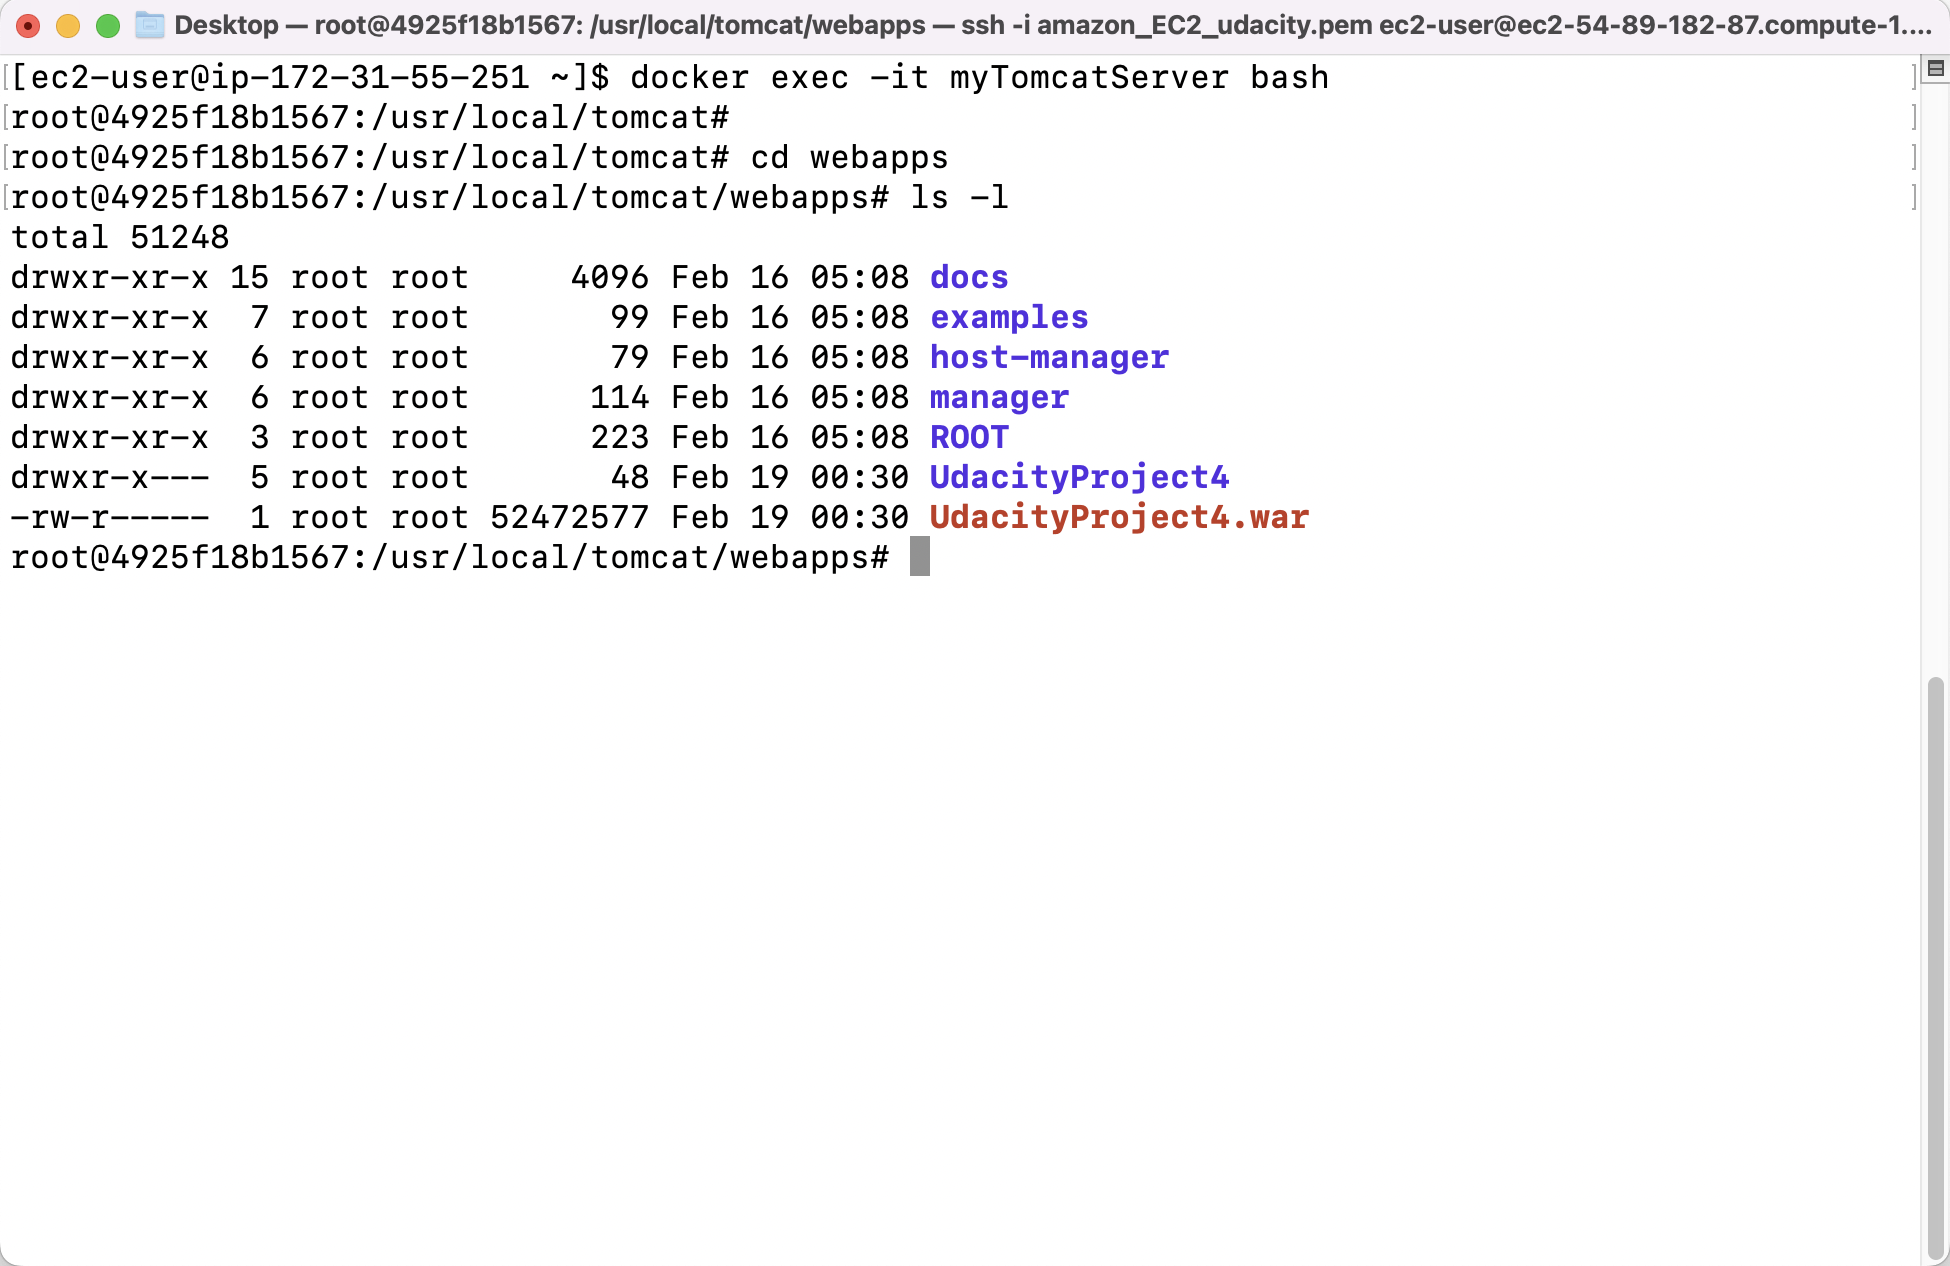 Desktop — root@4925f18b1567: /usr/local/tomcat/webapps — ssh -i amazon_EC2_udacity.pem ec2-user@ec2-54-89-182-87.compute-1....
[ec2-user@ip-172-31-55-251 ~]$ docker exec -it myTomcatServer bash
root@4925f18b1567:/usr/local/tomcat#
root@4925f18b1567:/usr/local/tomcat# cd webapps
root@4925f18b1567:/usr/local/tomcat/webapps# ls -l
total 51248
drwxr-xr-x 15 root root     4096 Feb 16 05:08 docs
drwxr-xr-x  7 root root       99 Feb 16 05:08 examples
drwxr-xr-x  6 root root       79 Feb 16 05:08 host-manager
drwxr-xr-x  6 root root      114 Feb 16 05:08 manager
drwxr-xr-x  3 root root      223 Feb 16 05:08 ROOT
drwxr-x---  5 root root       48 Feb 19 00:30 UdacityProject4
-rw-r-----  1 root root 52472577 Feb 19 00:30 UdacityProject4.war
root@4925f18b1567:/usr/local/tomcat/webapps#